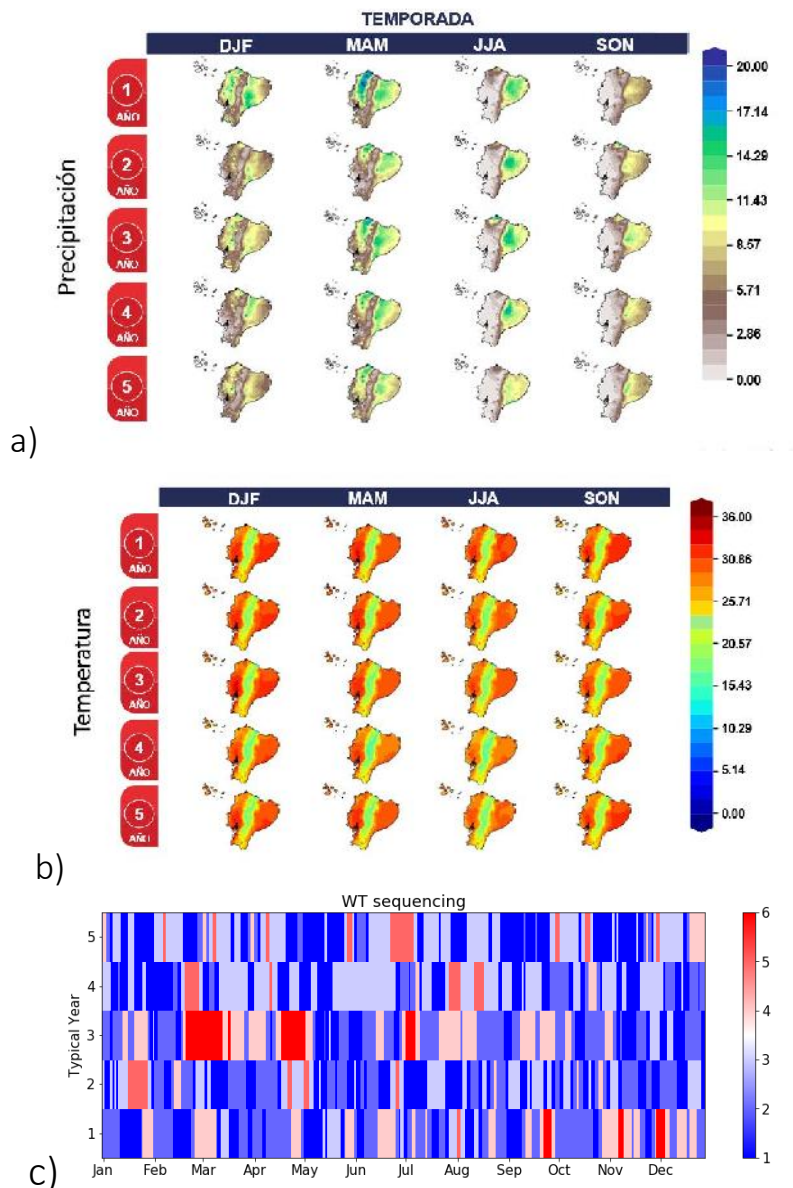 TEMPORADA
DJF MAM JJA SON
Precipitación
1 AÑO
2 AÑO
3 AÑO
4 AÑO
5 AÑO
20.00
17.14
14.29
11.43
8.57
5.71
2.86
0.00
a)
DJF MAM JJA SON
Temperatura
1 AÑO
2 AÑO
3 AÑO
4 AÑO
5 AÑO
36.00
30.86
25.71
20.57
15.43
10.29
5.14
0.00
b)
WT sequencing
Typical Year
5
4
3
2
1
Jan Feb Mar Apr May Jun Jul Aug Sep Oct Nov Dec
6
5
4
3
2
1
c)